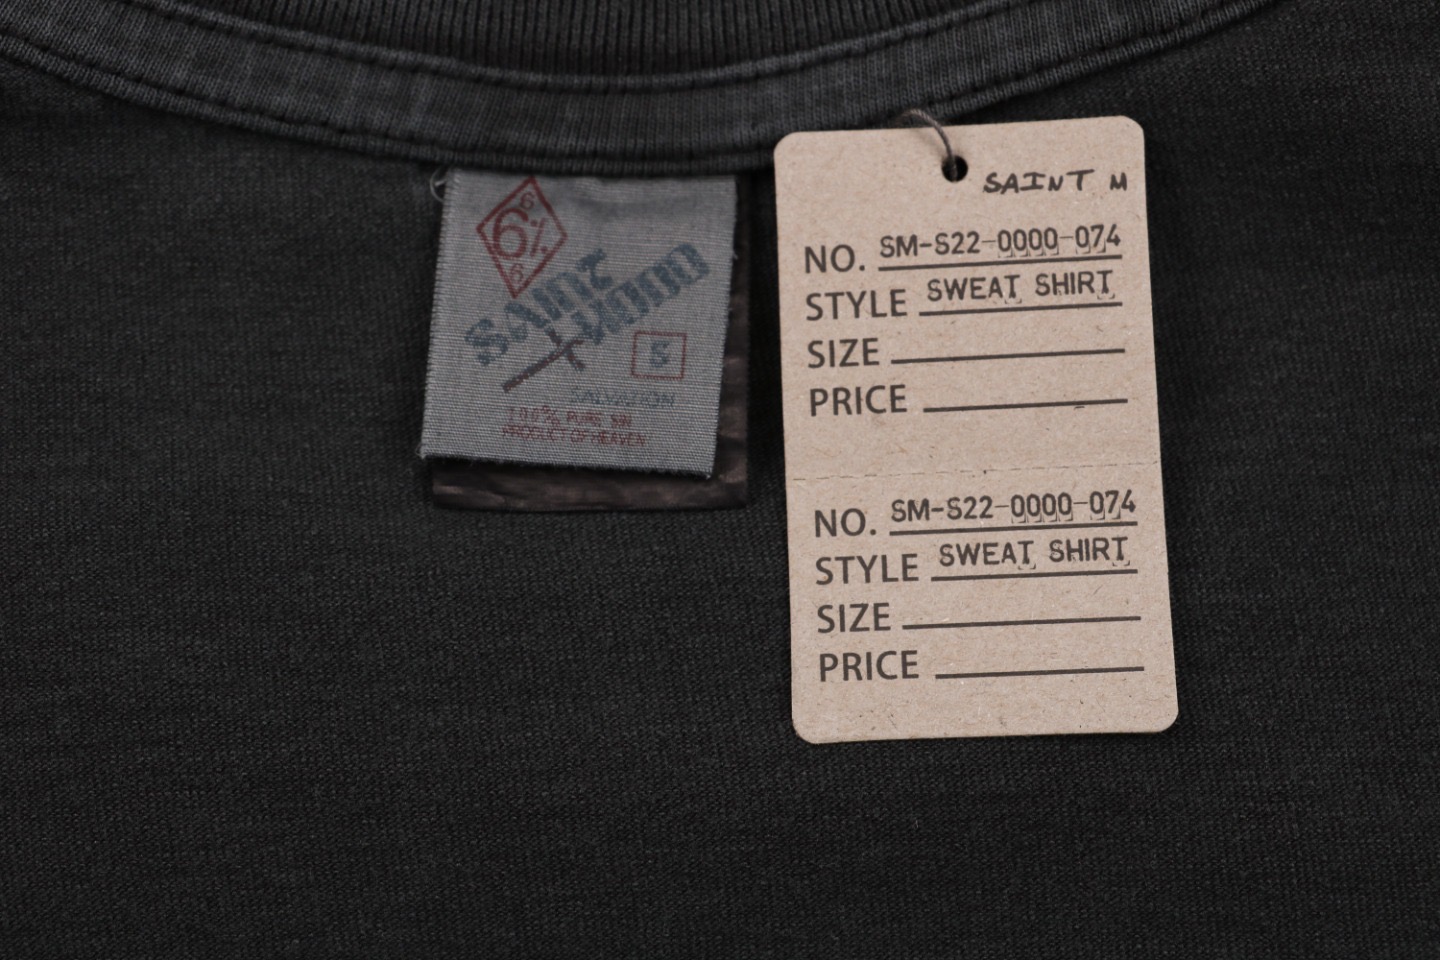 6
6%
6
SAINT
MXXXXXX
S
SALVATION
100% PURE SIN
PRODUCT OF HEAVEN
SAINT M
NO. SM-S22-0000-074
STYLE SWEAT SHIRT
SIZE
PRICE
NO. SM-S22-0000-074
STYLE SWEAT SHIRT
SIZE
PRICE